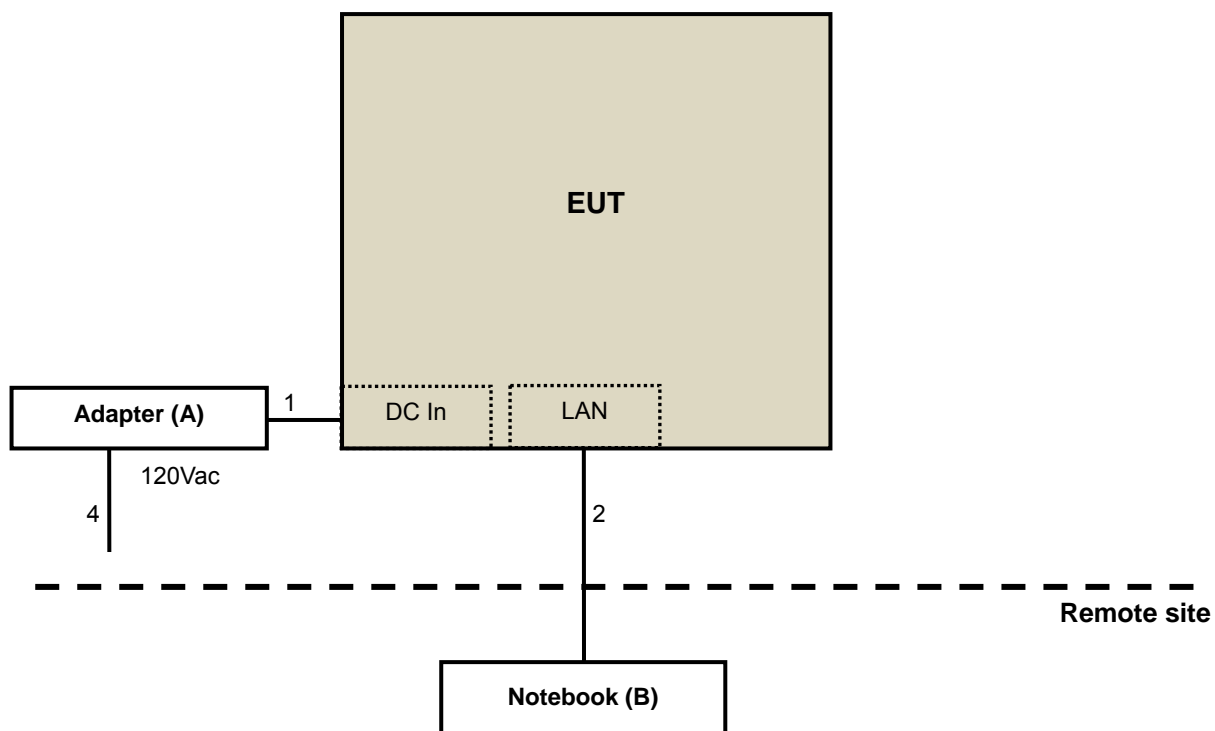 EUT
Adapter (A)
1
DC In
LAN
120Vac
4
2
Remote site
Notebook (B)